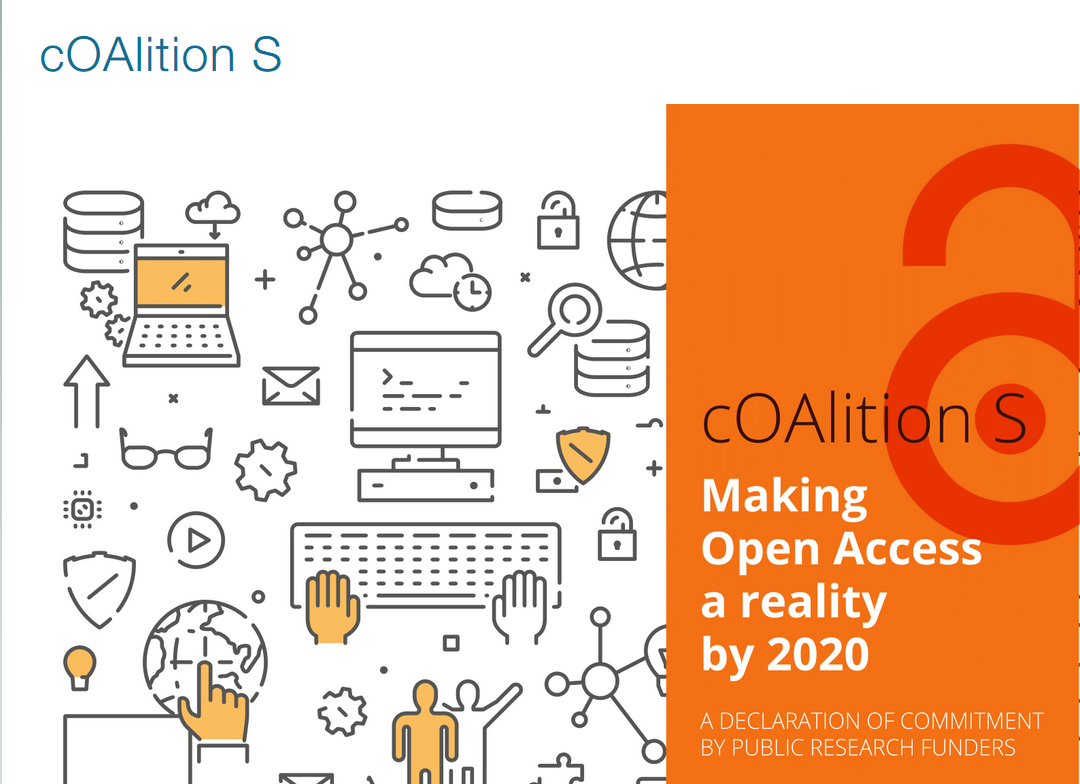 cOAlition S
cOAlition S
Making
Open Access
a reality
by 2020
A DECLARATION OF COMMITMENT
BY PUBLIC RESEARCH FUNDERS